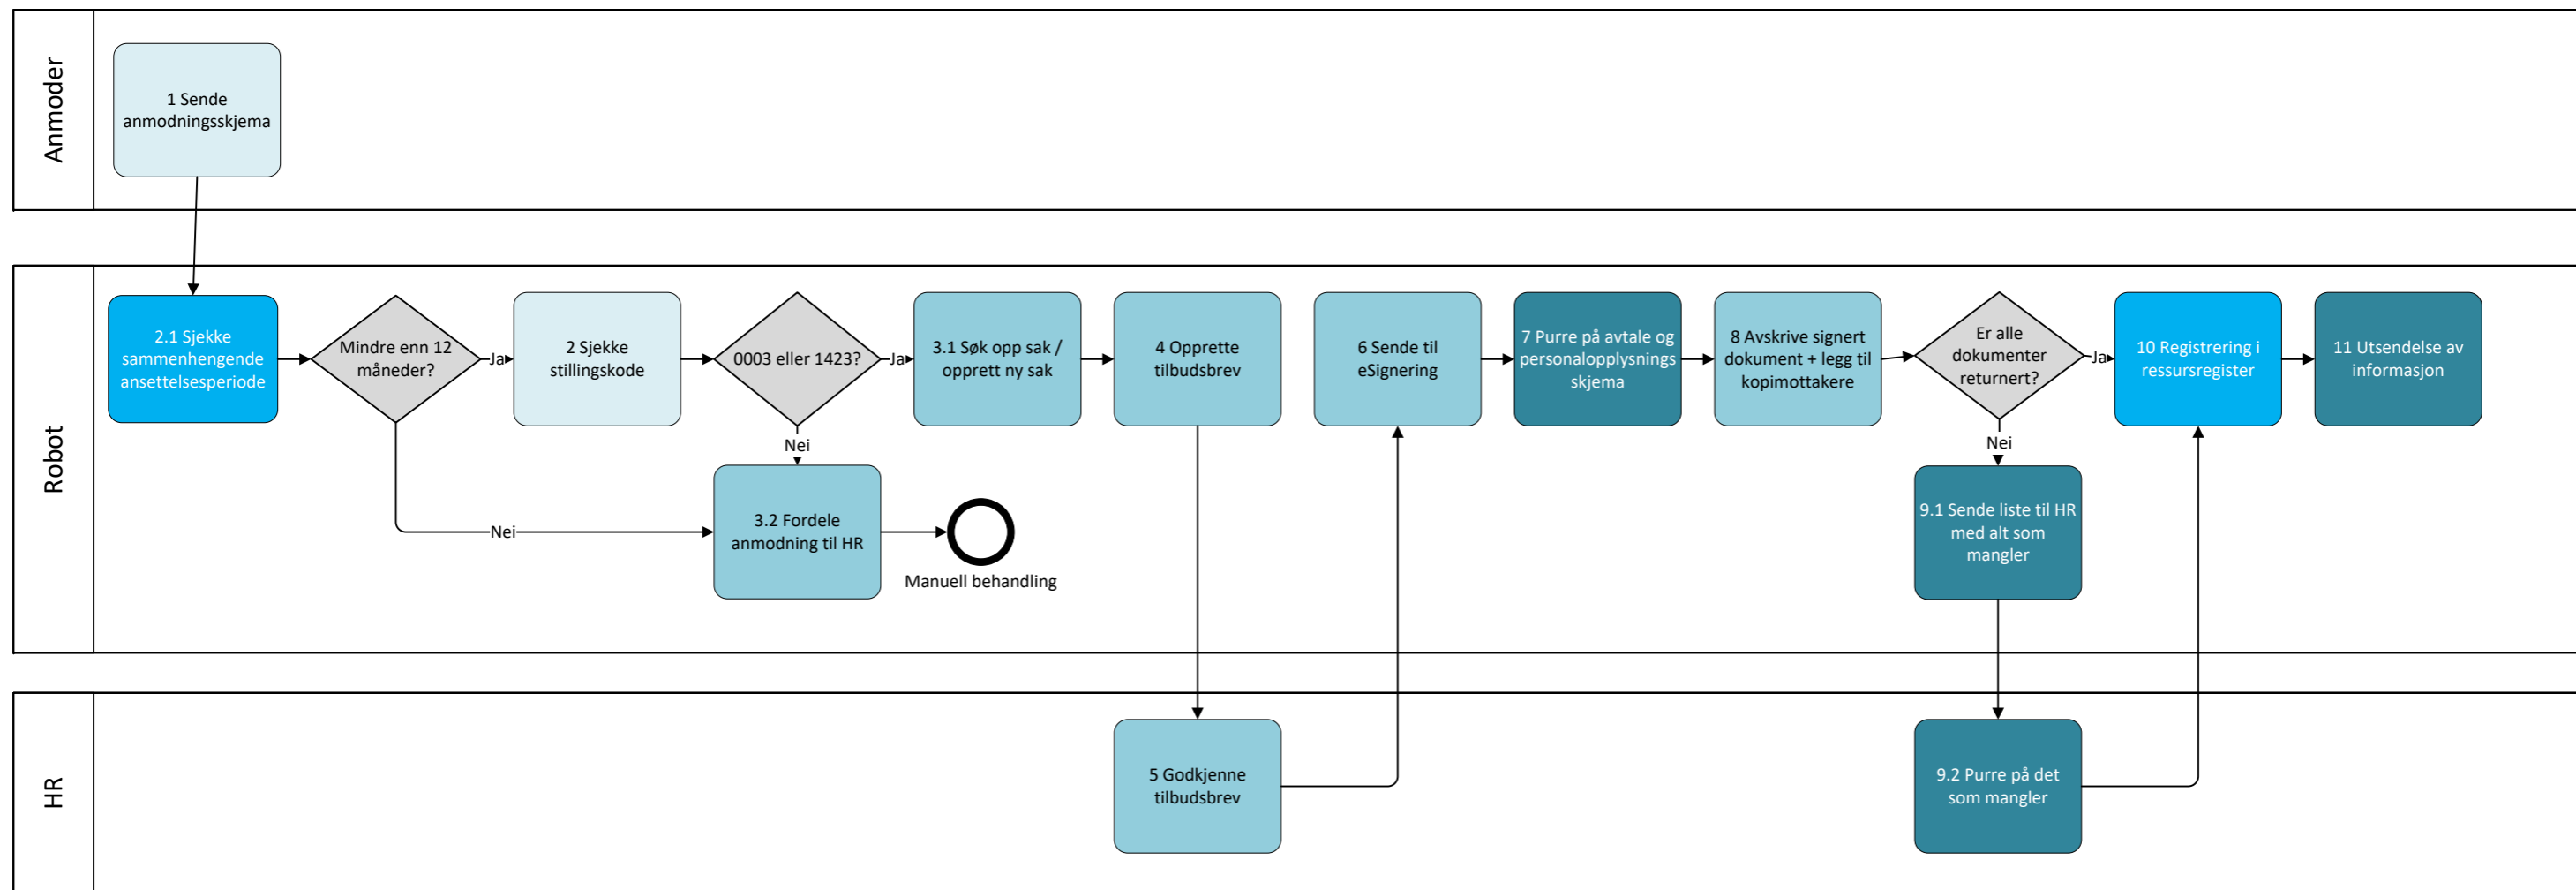 Anmoder
1 Sende
anmodningsskjema
Robot
2.1 Sjekke
sammenhengende
ansettelsesperiode
Mindre enn 12
måneder?
Ja
2 Sjekke
stillingskode
0003 eller 1423?
Ja
3.1 Søk opp sak /
opprett ny sak
4 Opprette
tilbudsbrev
6 Sende til
eSignering
7 Purre på avtale og
personalopplysnings
skjema
8 Avskrive signert
dokument + legg til
kopimottakere
Er alle
dokumenter
returnert?
Ja
10 Registrering i
ressursregister
11 Utsendelse av
informasjon
Nei
Nei
Nei
3.2 Fordele
anmodning til HR
Manuell behandling
9.1 Sende liste til HR
med alt som
mangler
HR
5 Godkjenne
tilbudsbrev
9.2 Purre på det
som mangler